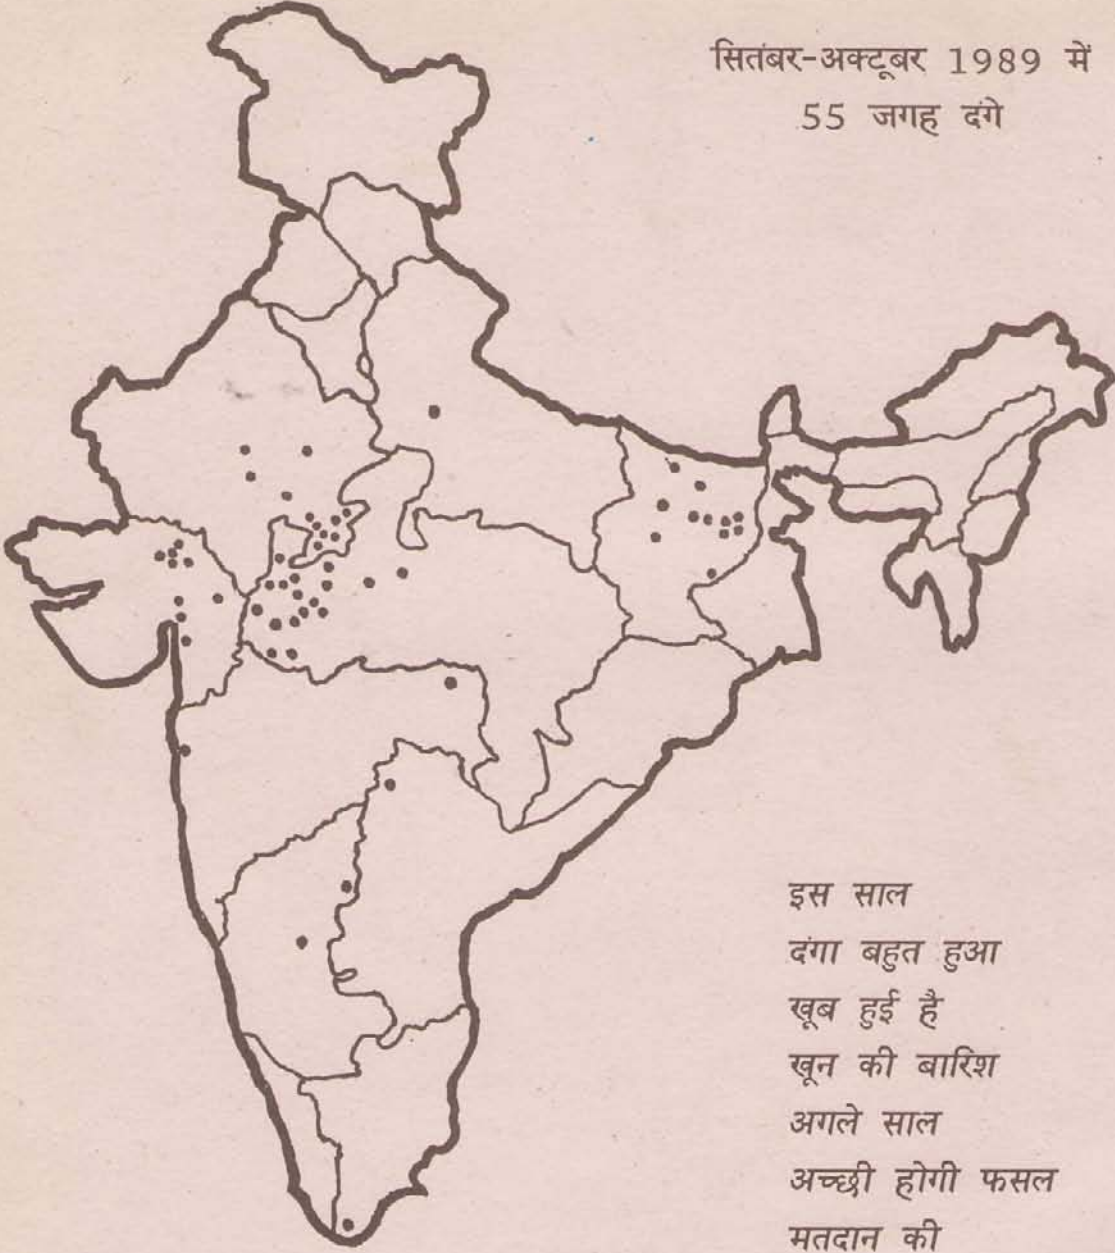 सितंबर-अक्टूबर 1989 में
55 जगह दंगे
इस साल
दंगा बहुत हुआ
खूब हुई है
खून की बारिश
अगले साल
अच्छी होगी फसल
मतदान की